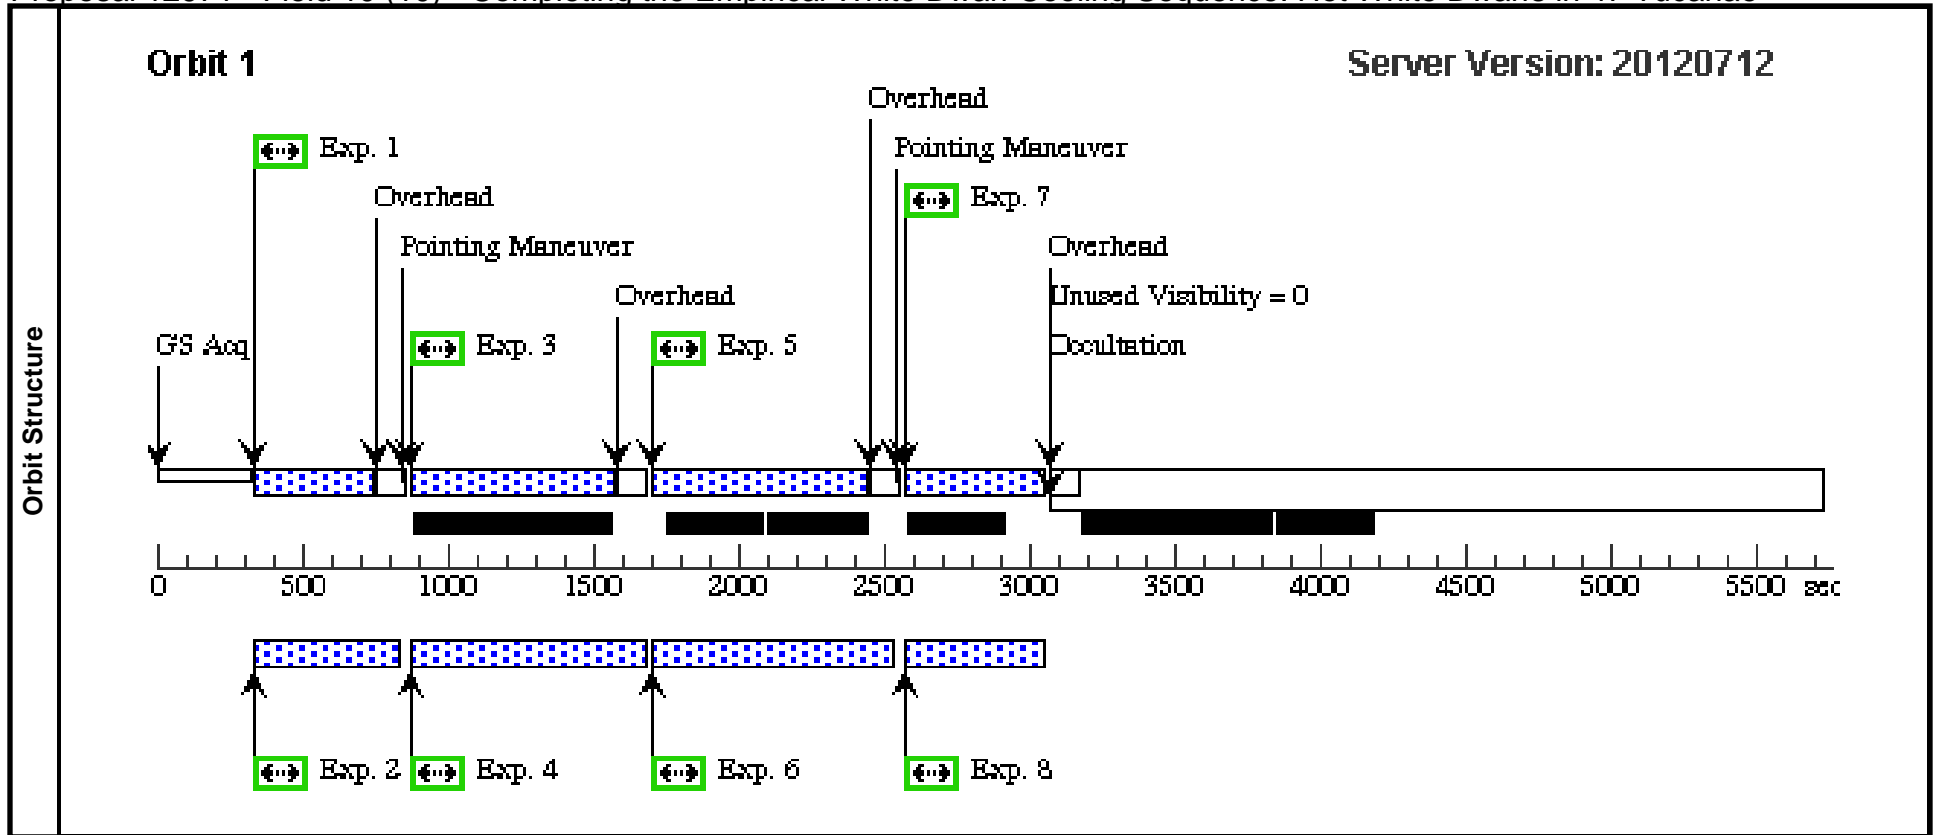 Orbit 1
Server Version: 20120712
Overhead
Exp. 1
Pointing Maneuver
Overhead
Exp. 7
Pointing Maneuver
Overhead
Overhead
Unused Visibility = 0
GS Acq
Exp. 3
Exp. 5
Occultation
Orbit Structure
0 500 1000 1500 2000 2500 3000 3500 4000 4500 5000 5500 sec
Exp. 2
Exp. 4
Exp. 6
Exp. 8